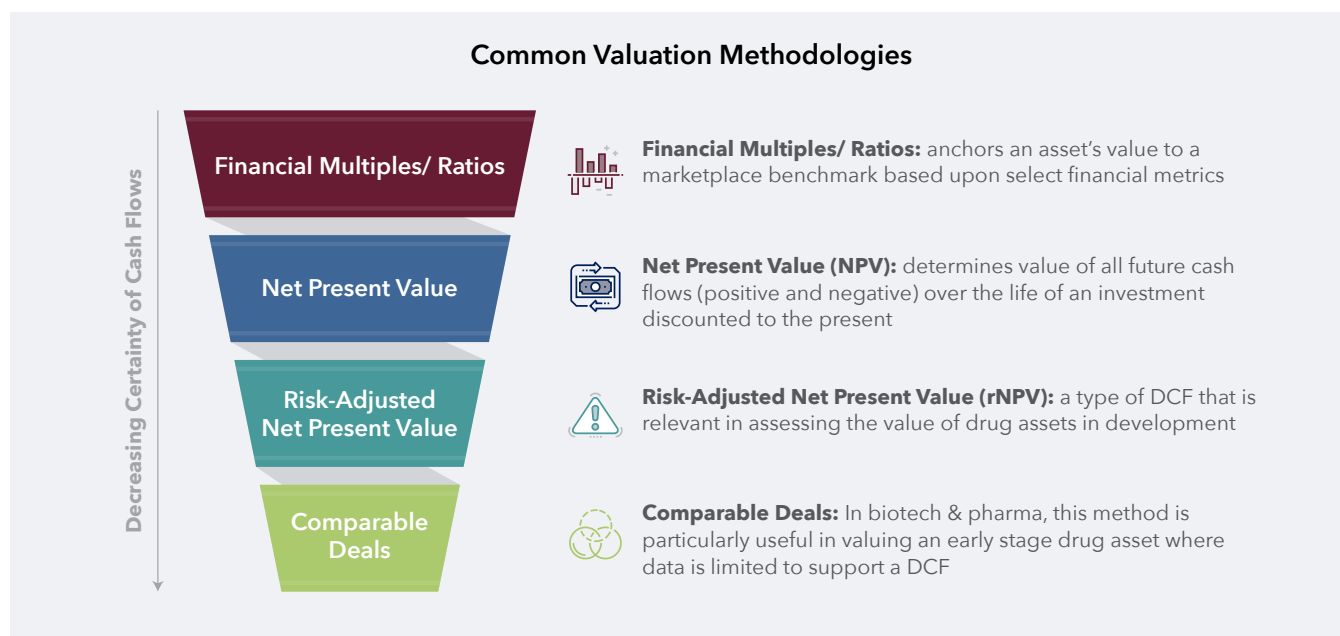 Common Valuation Methodologies
Decreasing Certainty of Cash Flows
Financial Multiples/ Ratios
Financial Multiples/ Ratios: anchors an asset’s value to a
marketplace benchmark based upon select financial metrics
Net Present Value
Net Present Value (NPV): determines value of all future cash
flows (positive and negative) over the life of an investment
discounted to the present
Risk-Adjusted
Net Present Value
Risk-Adjusted Net Present Value (rNPV): a type of DCF that is
relevant in assessing the value of drug assets in development
Comparable
Deals
Comparable Deals: In biotech & pharma, this method is
particularly useful in valuing an early stage drug asset where
data is limited to support a DCF